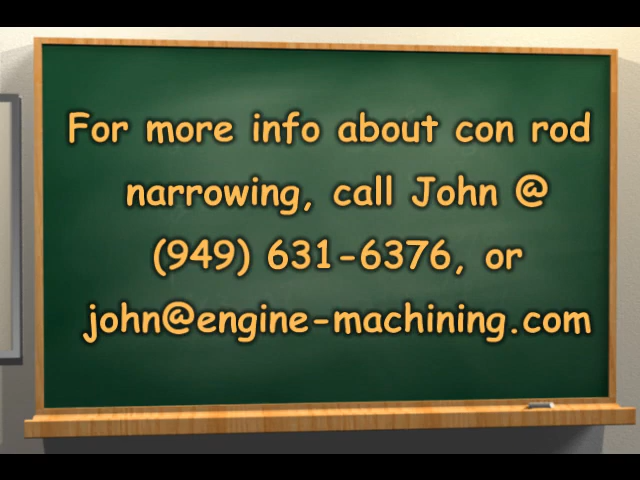 For more info about con rod
narrowing, call John @
(949) 631-6376, or
john@engine-machining.com